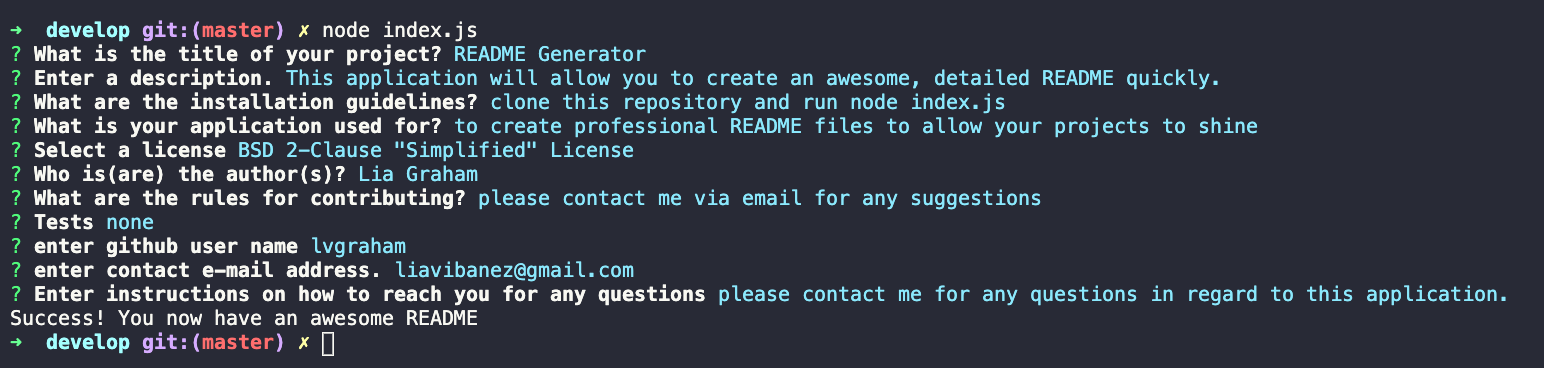 → develop git:(master) ✗ node index.js
? What is the title of your project? README Generator
? Enter a description. This application will allow you to create an awesome, detailed README quickly.
? What are the installation guidelines? clone this repository and run node index.js
? What is your application used for? to create professional README files to allow your projects to shine
? Select a license BSD 2-Clause "Simplified" License
? Who is(are) the author(s)? Lia Graham
? What are the rules for contributing? please contact me via email for any suggestions
? Tests none
? enter github user name lvgraham
? enter contact e-mail address. liavibanez@gmail.com
? Enter instructions on how to reach you for any questions please contact me for any questions in regard to this application.
Success! You now have an awesome README
→ develop git:(master) ✗